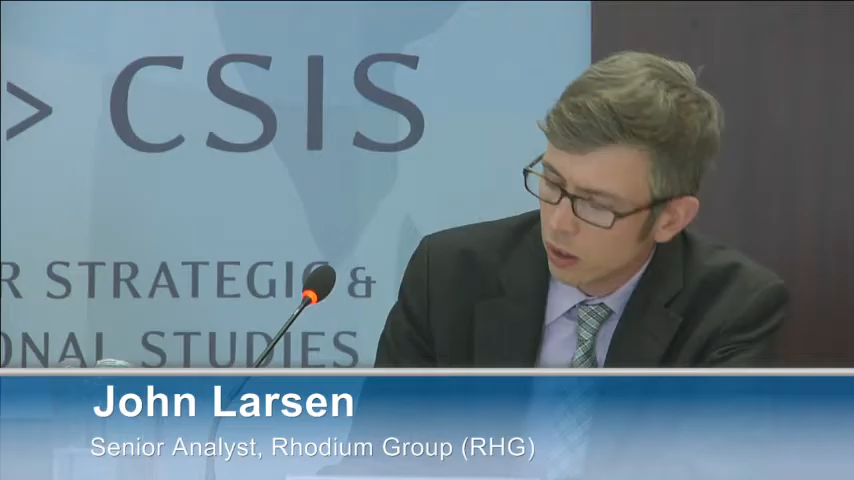 > CSIS
R STRATEGIC &
ONAL STUDIES
John Larsen
Senior Analyst, Rhodium Group (RHG)